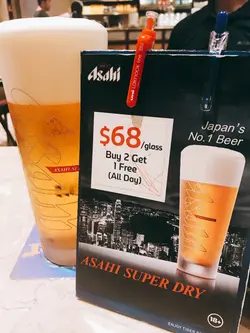 Asahi
$68/glass
Buy 2 Get
1 Free
(All Day)
Japan's
No.1 Beer
ASAHI SUPER DRY
18+